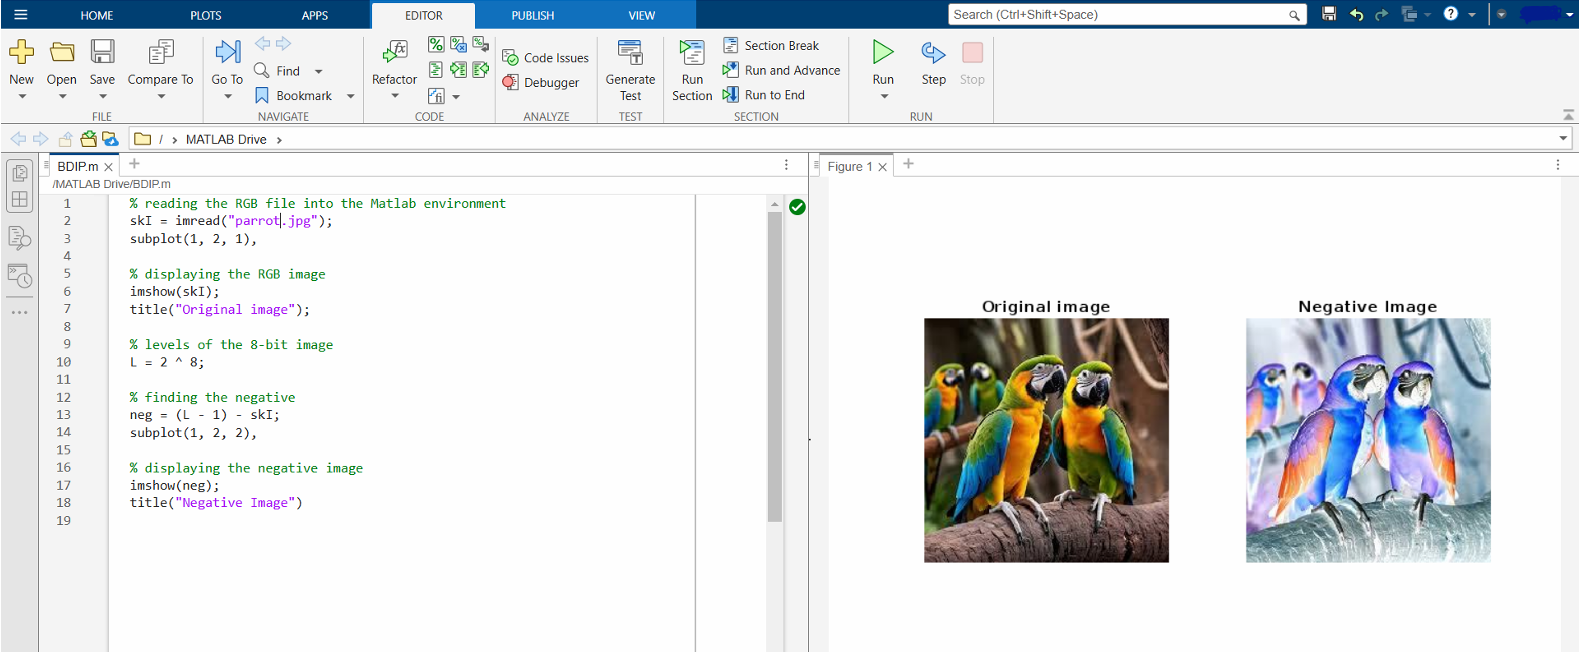 HOME PLOTS APPS EDITOR PUBLISH VIEW Search (Ctrl+Shift+Space)
New Open Save Compare To Go To Find Bookmark Refactor Code Issues Debugger Generate Test Run Section Section Break Run and Advance Run to End Run Step Stop
FILE NAVIGATE CODE ANALYZE TEST SECTION RUN
/ > MATLAB Drive >
BDIP.m
/MATLAB Drive/BDIP.m
1 % reading the RGB file into the Matlab environment
2 skI = imread("parrot.jpg");
3 subplot(1, 2, 1),
4
5 % displaying the RGB image
6 imshow(skI);
7 title("Original image");
8
9 % levels of the 8-bit image
10 L = 2 ^ 8;
11
12 % finding the negative
13 neg = (L - 1) - skI;
14 subplot(1, 2, 2),
15
16 % displaying the negative image
17 imshow(neg);
18 title("Negative Image")
19
Figure 1
Original image
Negative Image